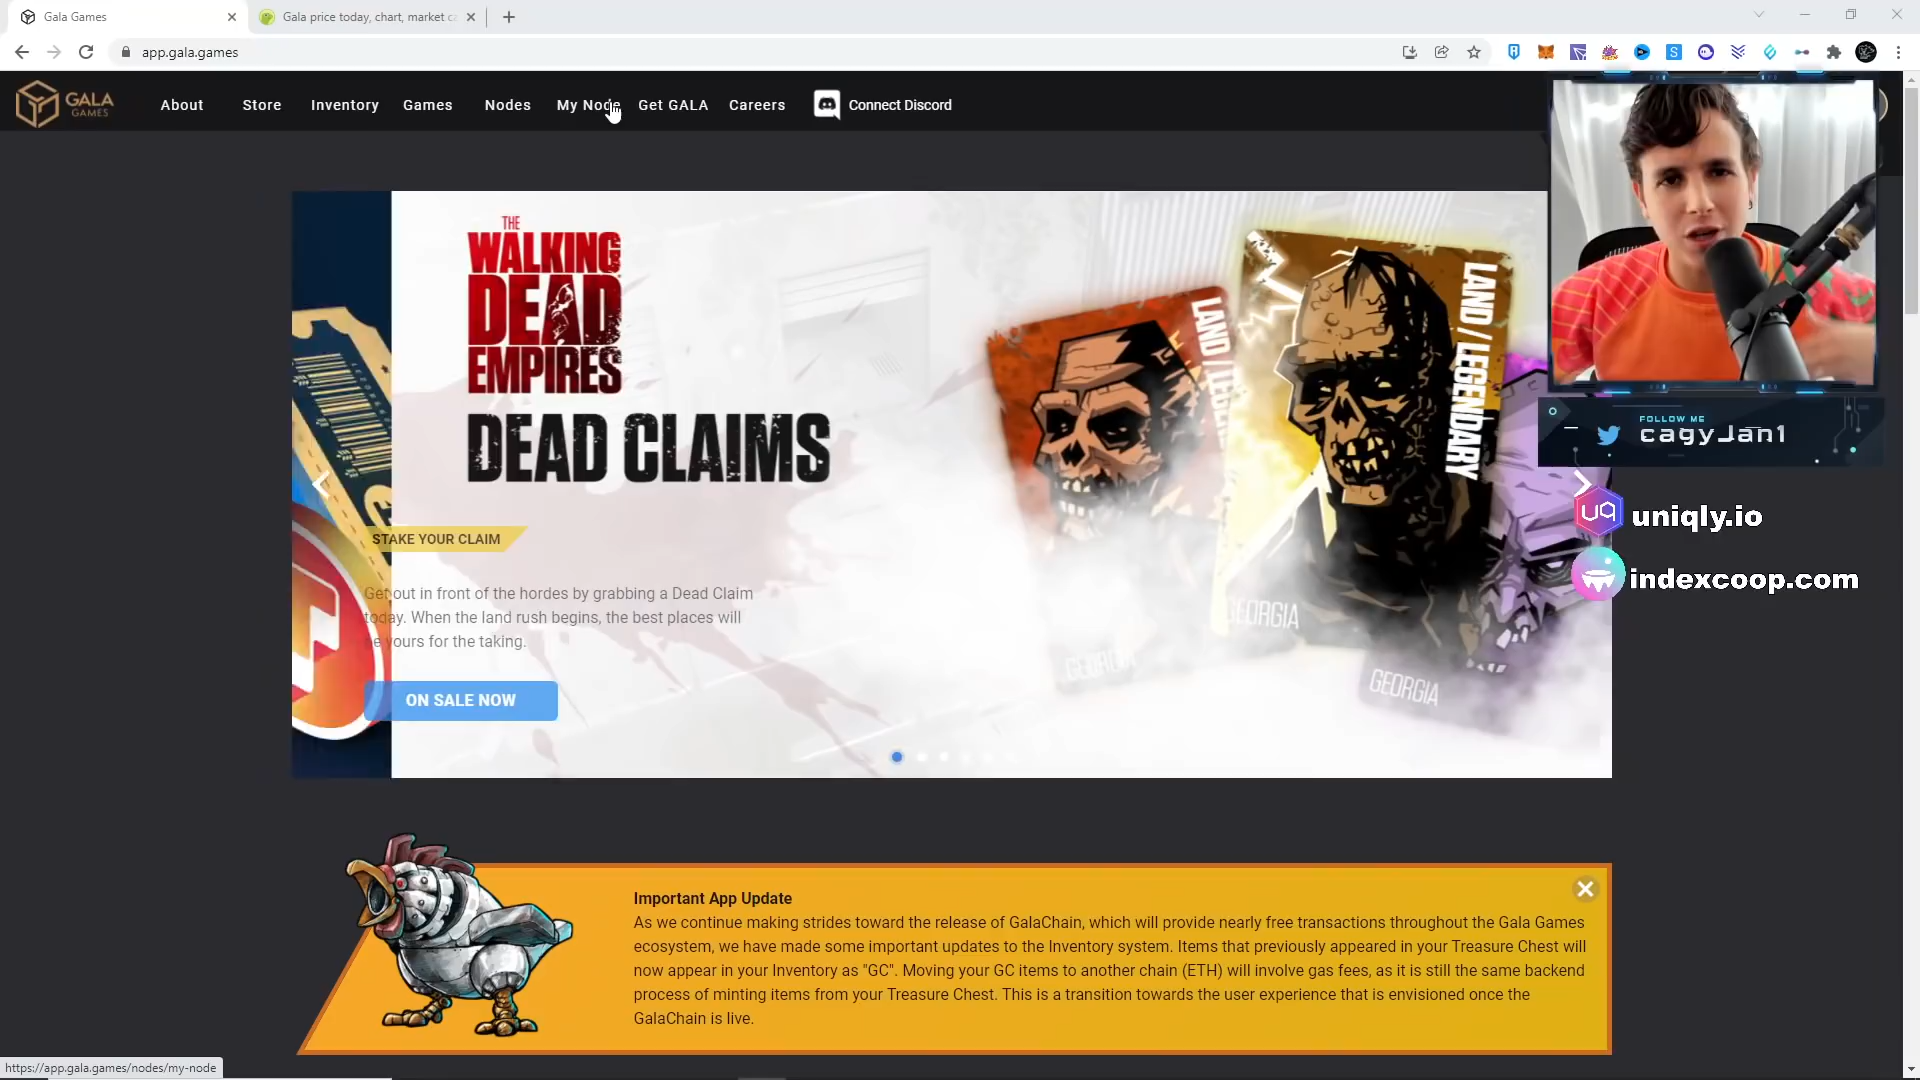 Gala Games
Gala price today, chart, market c
app.gala.games
GALA
GAMES
About
Store
Inventory
Games
Nodes
My Node
Get GALA
Careers
Connect Discord
THE
WALKING
DEAD
EMPIRES
DEAD CLAIMS
STAKE YOUR CLAIM
Get out in front of the hordes by grabbing a Dead Claim
today. When the land rush begins, the best places will
be yours for the taking.
ON SALE NOW
LAND / LEGE
LAND / LEGENDARY
GEORGIA
GEORGIA
GEORGIA
FOLLOW ME
cagyJan1
uq
uniqly.io
indexcoop.com
Important App Update
As we continue making strides toward the release of GalaChain, which will provide nearly free transactions throughout the Gala Games
ecosystem, we have made some important updates to the Inventory system. Items that previously appeared in your Treasure Chest will
now appear in your Inventory as "GC". Moving your GC items to another chain (ETH) will involve gas fees, as it is still the same backend
process of minting items from your Treasure Chest. This is a transition towards the user experience that is envisioned once the
GalaChain is live.
https://app.gala.games/nodes/my-node